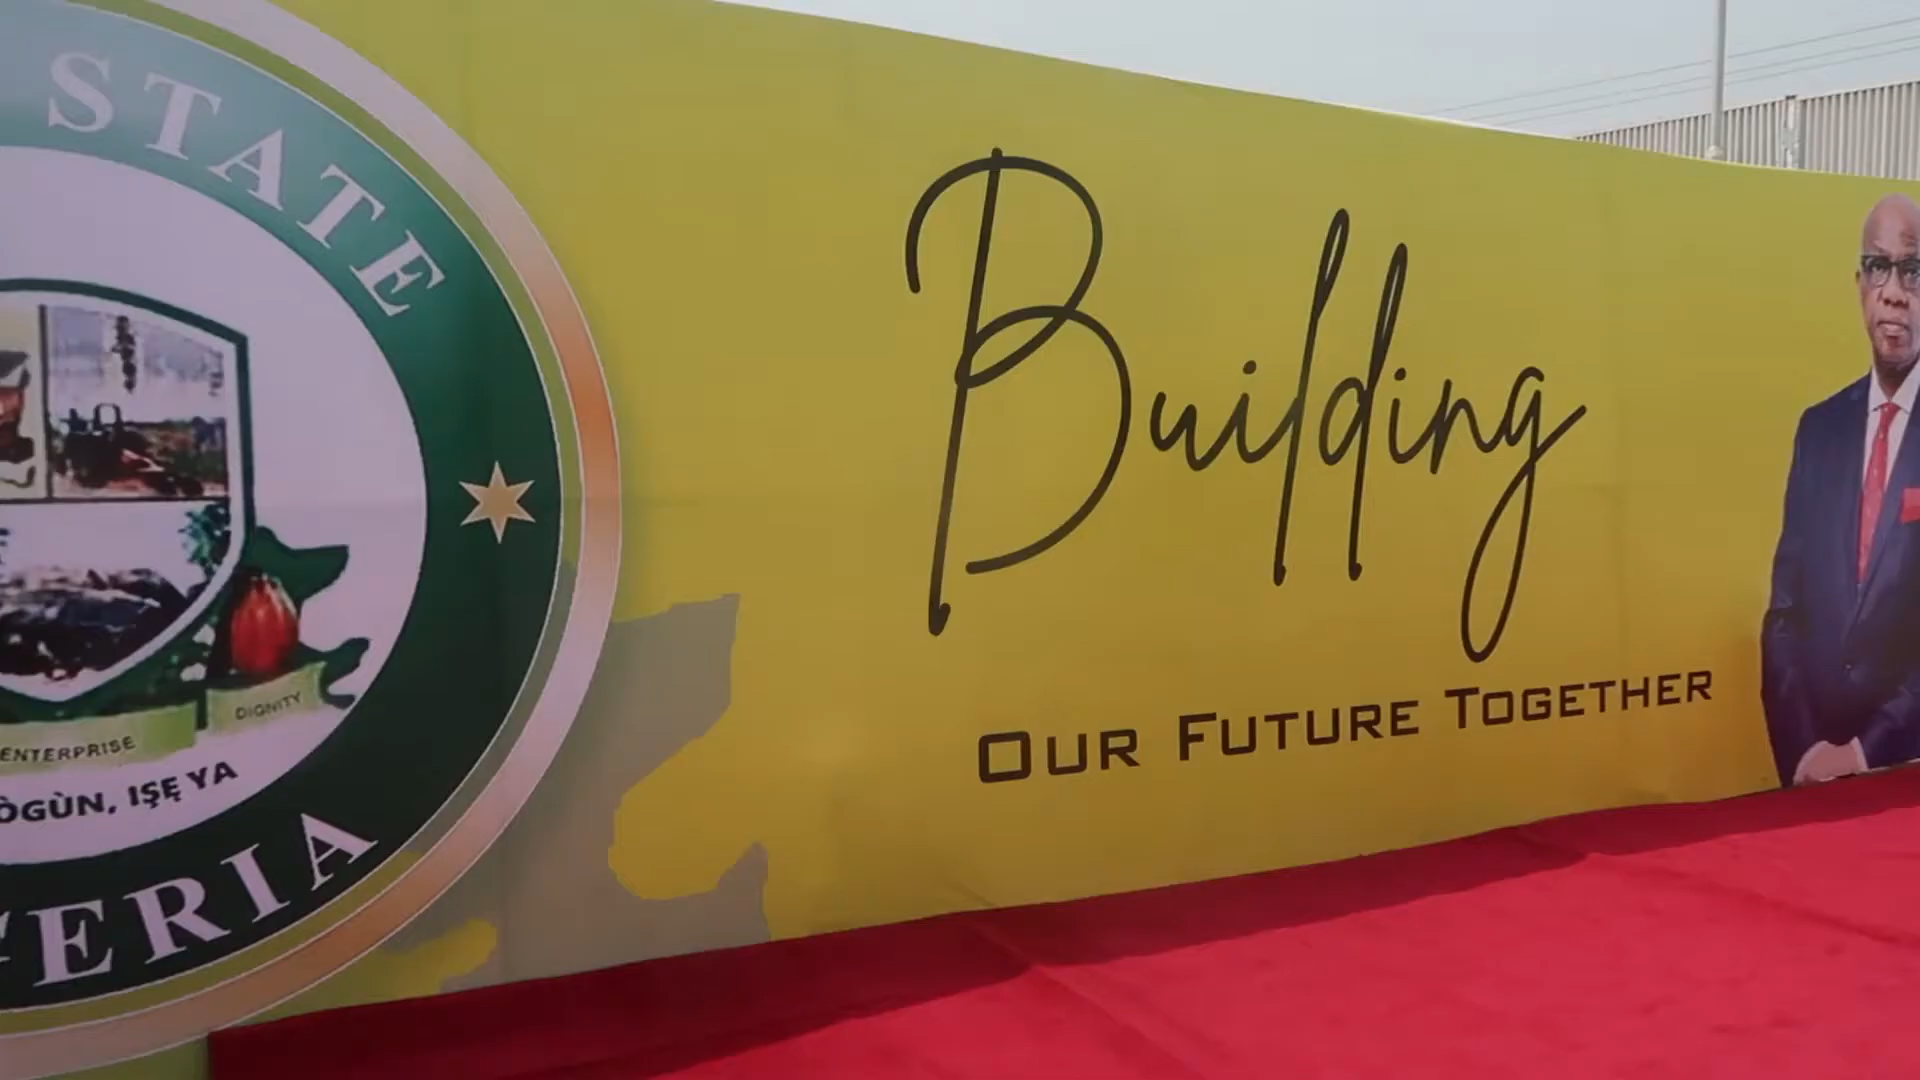 STATE
ENTERPRISE
DIGNITY
ÒGÙN, IṢẸ YA
ERIA
Building
OUR FUTURE TOGETHER